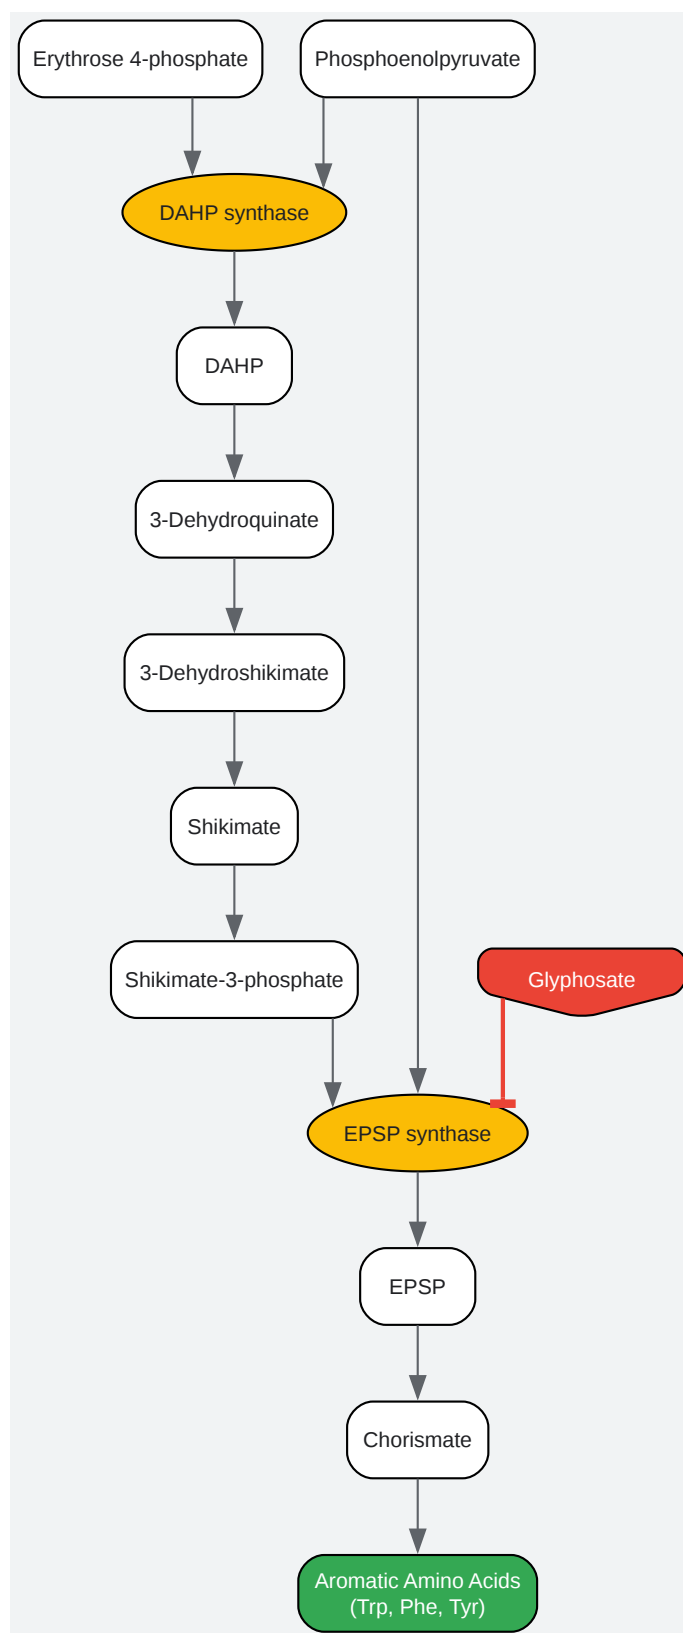 Erythrose 4-phosphate
Phosphoenolpyruvate
DAHP synthase
DAHP
3-Dehydroquinate
3-Dehydroshikimate
Shikimate
Shikimate-3-phosphate
Glyphosate
EPSP synthase
EPSP
Chorismate
Aromatic Amino Acids
(Trp, Phe, Tyr)